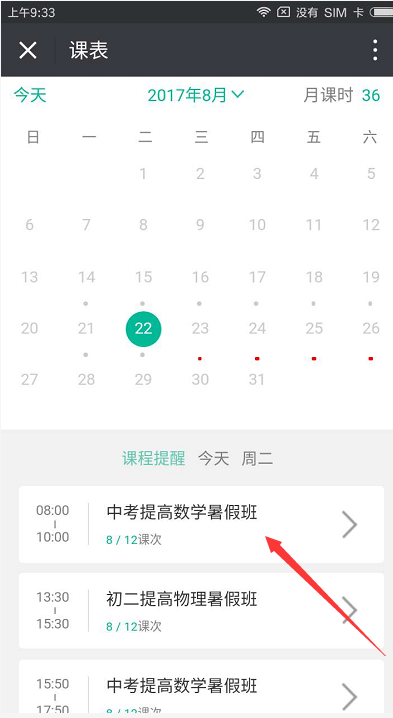 上午9:33 没有 SIM 卡
课表
今天 2017年8月 月课时 36
日 一 二 三 四 五 六
1 2 3 4 5
6 7 8 9 10 11 12
13 14 15 16 17 18 19
20 21 22 23 24 25 26
27 28 29 30 31
课程提醒 今天 周二
08:00
10:00
中考提高数学暑假班
8 / 12课次
13:30
15:30
初二提高物理暑假班
8 / 12课次
15:50
17:50
中考提高数学暑假班
8 / 12课次